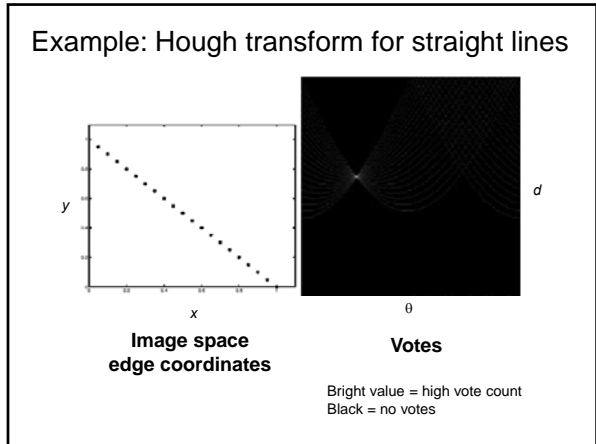 Example: Hough transform for straight lines
y
d
x
θ
Image space
edge coordinates
Votes
Bright value = high vote count
Black = no votes